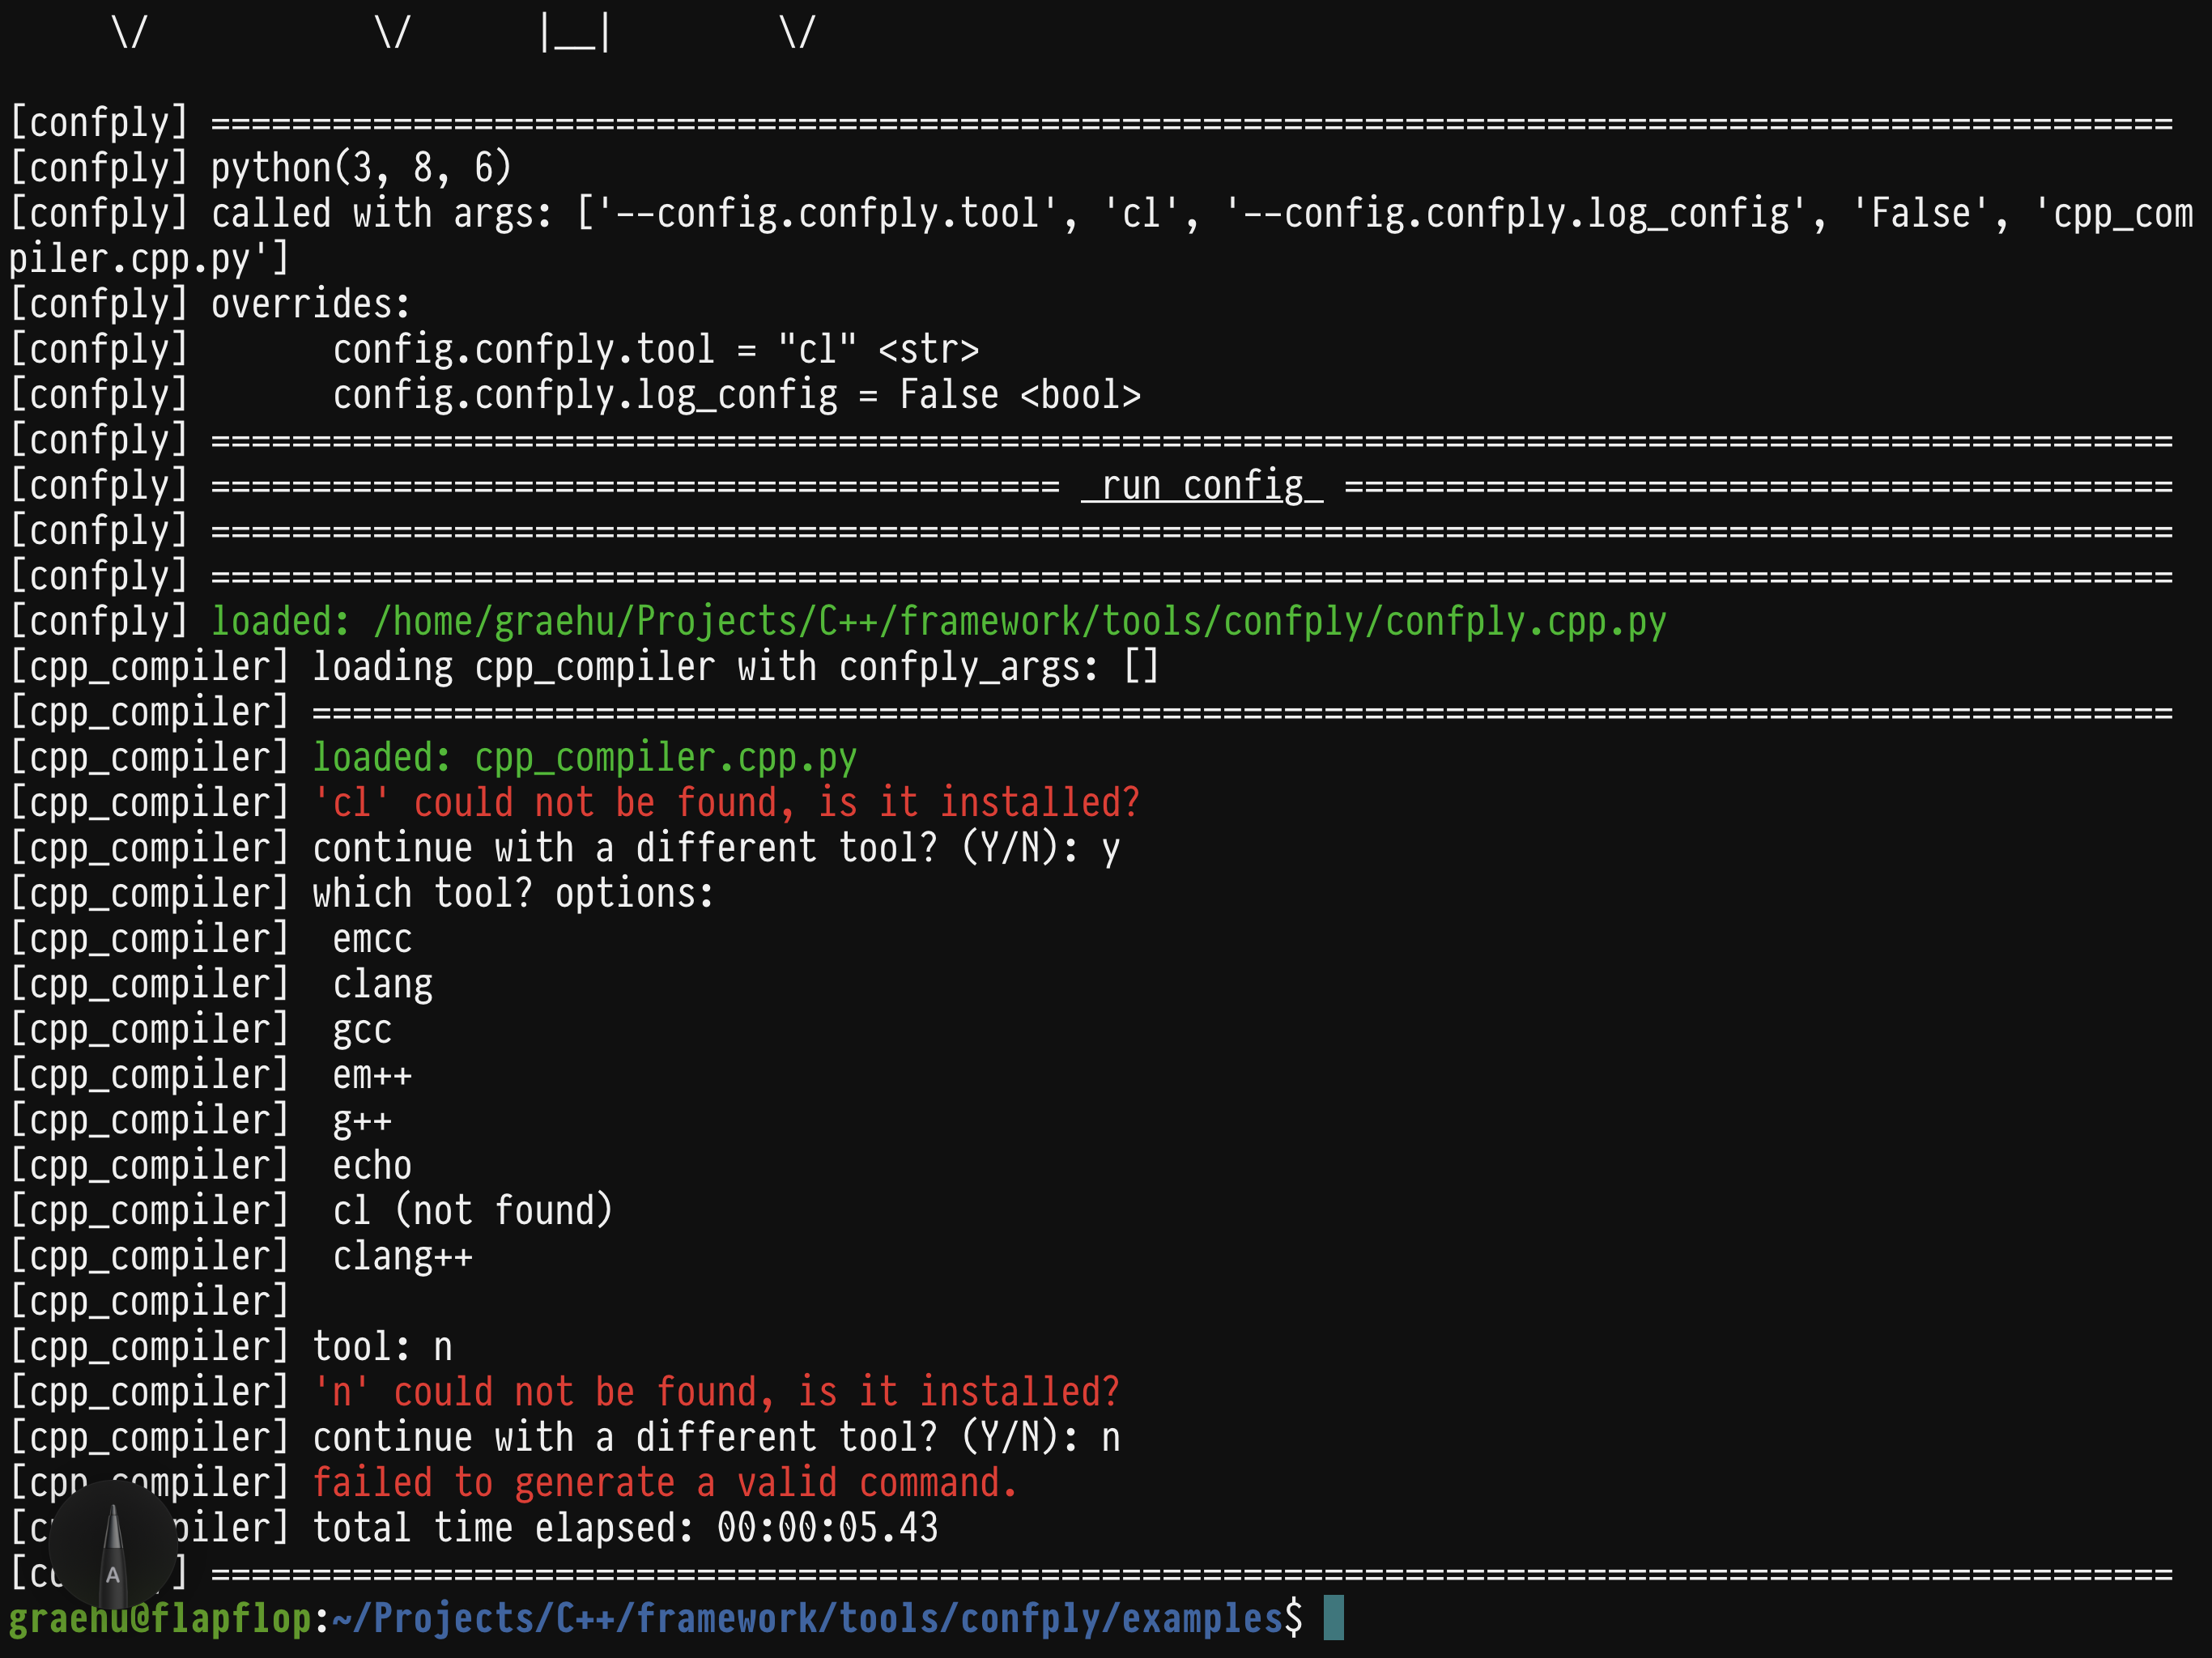 \/ \/ |__| \/
[confply] =================================================================================================
[confply] python(3, 8, 6)
[confply] called with args: ['--config.confply.tool', 'cl', '--config.confply.log_config', 'False', 'cpp_com
piler.cpp.py']
[confply] overrides:
[confply] config.confply.tool = "cl" <str>
[confply] config.confply.log_config = False <bool>
[confply] =================================================================================================
[confply] ========================================== _run config_ =========================================
[confply] =================================================================================================
[confply] =================================================================================================
[confply] loaded: /home/graehu/Projects/C++/framework/tools/confply/confply.cpp.py
[cpp_compiler] loading cpp_compiler with confply_args: []
[cpp_compiler] ============================================================================================
[cpp_compiler] loaded: cpp_compiler.cpp.py
[cpp_compiler] 'cl' could not be found, is it installed?
[cpp_compiler] continue with a different tool? (Y/N): y
[cpp_compiler] which tool? options:
[cpp_compiler] emcc
[cpp_compiler] clang
[cpp_compiler] gcc
[cpp_compiler] em++
[cpp_compiler] g++
[cpp_compiler] echo
[cpp_compiler] cl (not found)
[cpp_compiler] clang++
[cpp_compiler]
[cpp_compiler] tool: n
[cpp_compiler] 'n' could not be found, is it installed?
[cpp_compiler] continue with a different tool? (Y/N): n
[cpp_compiler] failed to generate a valid command.
total time elapsed: 00:00:05.43
=================================================================================================
A
graehu@flapflop:~/Projects/C++/framework/tools/confply/examples$